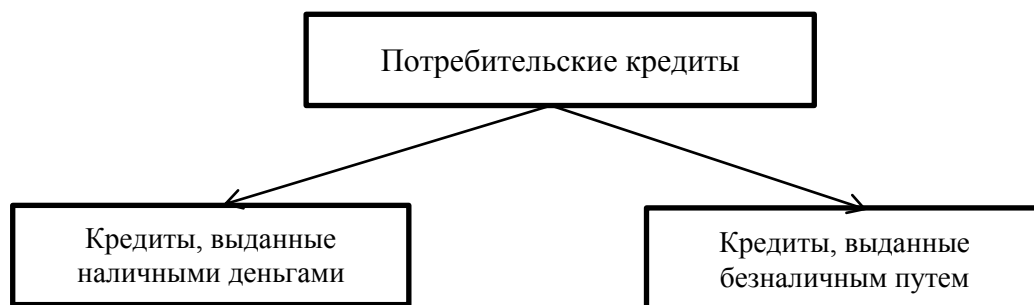 Потребительские кредиты
Кредиты, выданные
наличными деньгами
Кредиты, выданные
безналичным путем